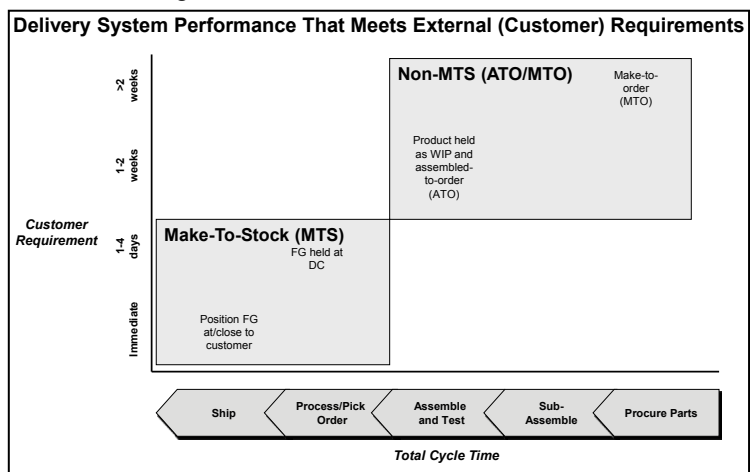 Delivery System Performance That Meets External (Customer) Requirements
>2
weeks
Non-MTS (ATO/MTO)
Make-to-
order
(MTO)
1-2
weeks
Product held
as WIP and
assembled-
to-order
(ATO)
Customer
Requirement
1-4
days
Make-To-Stock (MTS)
FG held at
DC
Immediate
Position FG
at/close to
customer
Ship
Process/Pick
Order
Assemble
and Test
Sub-
Assemble
Procure Parts
Total Cycle Time